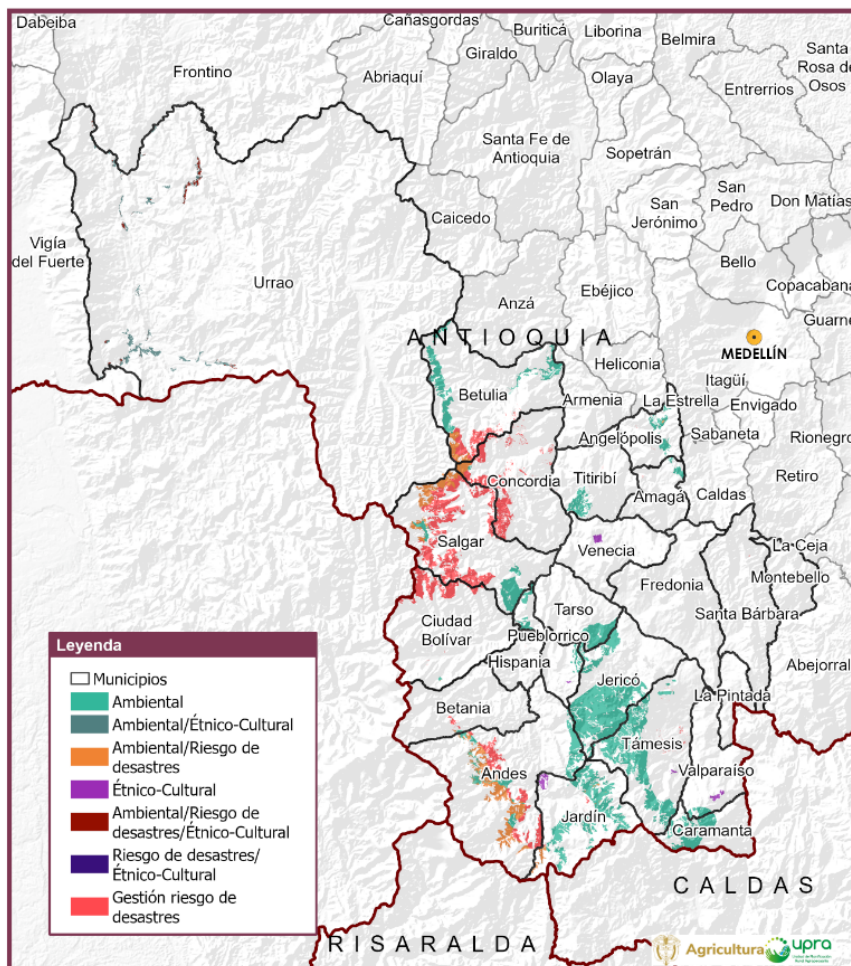 Dabeiba
Cañasgordas
Buriticá
Liborina
Belmira
Santa
Rosa de
Osos
Giraldo
Frontino
Abriaquí
Olaya
Entrerrios
Santa Fe de
Antioquia
Sopetrán
San
Jerónimo
San
Pedro
Don Matías
Caicedo
Vigía
del Fuerte
Urrao
Bello
Copacabana
Anzá
Ebéjico
Guarne
ANTIOQUIA
MEDELLÍN
Heliconia
Itagüí
Betulia
Armenia
La Estrella
Envigado
Angelópolis
Sabaneta
Rionegro
Concordia
Titiribí
Amagá
Caldas
Retiro
Salgar
Venecia
La Ceja
Montebello
Fredonia
Ciudad
Bolívar
Tarso
Santa Bárbara
Pueblorrico
Hispania
Abejorral
Jericó
La Pintada
Betania
Támesis
Valparaíso
Andes
Jardín
Caramanta
CALDAS
RISARALDA
Leyenda
Municipios
Ambiental
Ambiental/Étnico-Cultural
Ambiental/Riesgo de
desastres
Étnico-Cultural
Ambiental/Riesgo de
desastres/Étnico-Cultural
Riesgo de desastres/
Étnico-Cultural
Gestión riesgo de
desastres
Agricultura
upra